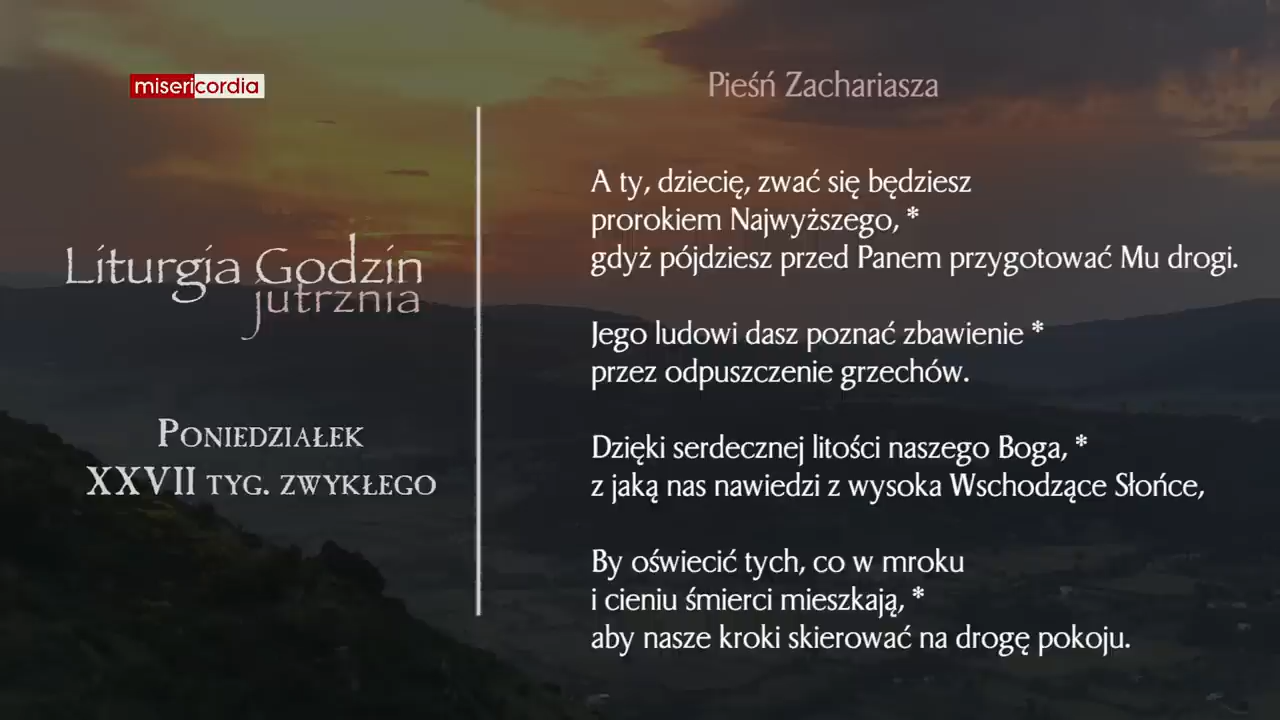 misericordia
Liturgia Godzin
jutrznia
Poniedziałek
XXVII tyg. zwykłego
Pieśń Zachariasza
A ty, dziecię, zwać się będziesz
prorokiem Najwyższego, *
gdyż pójdziesz przed Panem przygotować Mu drogi.
Jego ludowi dasz poznać zbawienie *
przez odpuszczenie grzechów.
Dzięki serdecznej litości naszego Boga, *
z jaką nas nawiedzi z wysoka Wschodzące Słońce,
By oświecić tych, co w mroku
i cieniu śmierci mieszkają, *
aby nasze kroki skierować na drogę pokoju.